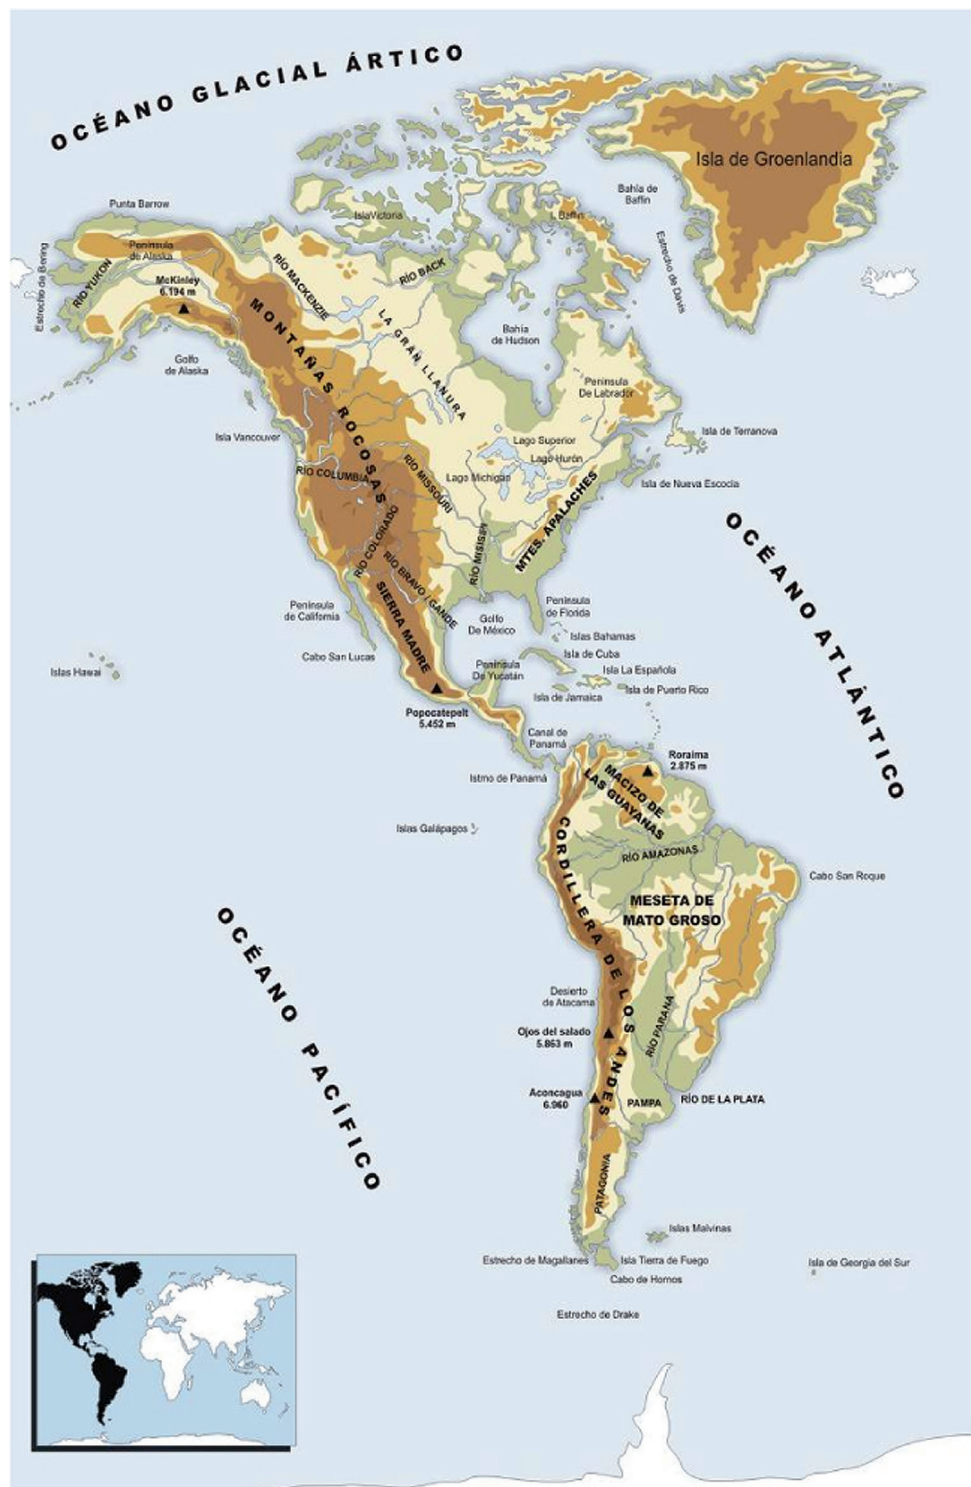 OCÉANO GLACIAL ÁRTICO
Isla de Groenlandia
Bahía de
Baffin
Punta Barrow
Isla Victoria
I. Baffin
Estrecho de Bering
Península
de Alaska
RÍO YUKON
McKinley
6.194 m
RÍO MACKENZIE
RÍO BACK
Estrecho de Davis
MONTAÑAS ROCOSAS
LA GRAN LLANURA
Bahía
de Hudson
Golfo
de Alaska
Península
De Labrador
Isla Vancouver
Isla de Terranova
Lago Superior
Lago Hurón
Lago Michigan
RÍO COLUMBIA
RÍO MISSOURI
Isla de Nueva Escocia
MTES. APALACHES
RÍO COLORADO
RÍO MISISSPI
RÍO BRAVO / GANDE
SIERRA MADRE
OCÉANO ATLÁNTICO
Península
de California
Península
de Florida
Golfo
De México
Islas Bahamas
Cabo San Lucas
Isla de Cuba
Península
De Yucatán
Isla La Española
Islas Hawai
Isla de Jamaica
Isla de Puerto Rico
Popocatepelt
5.452 m
Canal de
Panamá
Istmo de Panamá
Roraima
2.875 m
MACIZO DE
LAS GUAYANAS
Islas Galápagos
CORDILLERA DE LOS ANDES
RÍO AMAZONAS
Cabo San Roque
MESETA DE
MATO GROSO
OCÉANO PACÍFICO
Desierto
de Atacama
Ojos del salado
5.863 m
RÍO PARANA
Aconcagua
6.960
PAMPA
RÍO DE LA PLATA
PATAGONIA
Islas Malvinas
Estrecho de Magallanes
Isla Tierra de Fuego
Isla de Georgia del Sur
Cabo de Hornos
Estrecho de Drake